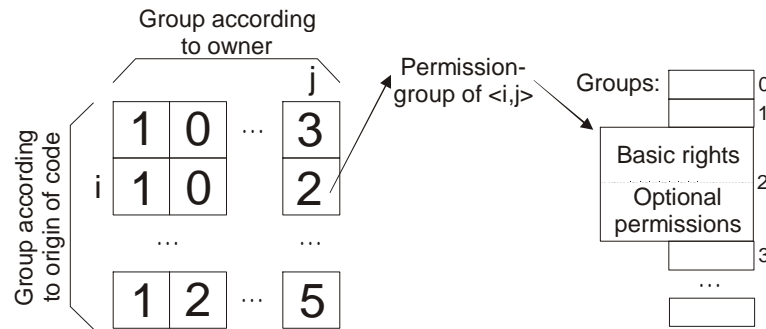 Group according
to owner
j
Group according
to origin of code
i
1 0 ... 3
1 0 2
... ...
1 2 ... 5
Permission-
group of <i,j>
Groups:
0
1
Basic rights
2
Optional
permissions
3
...